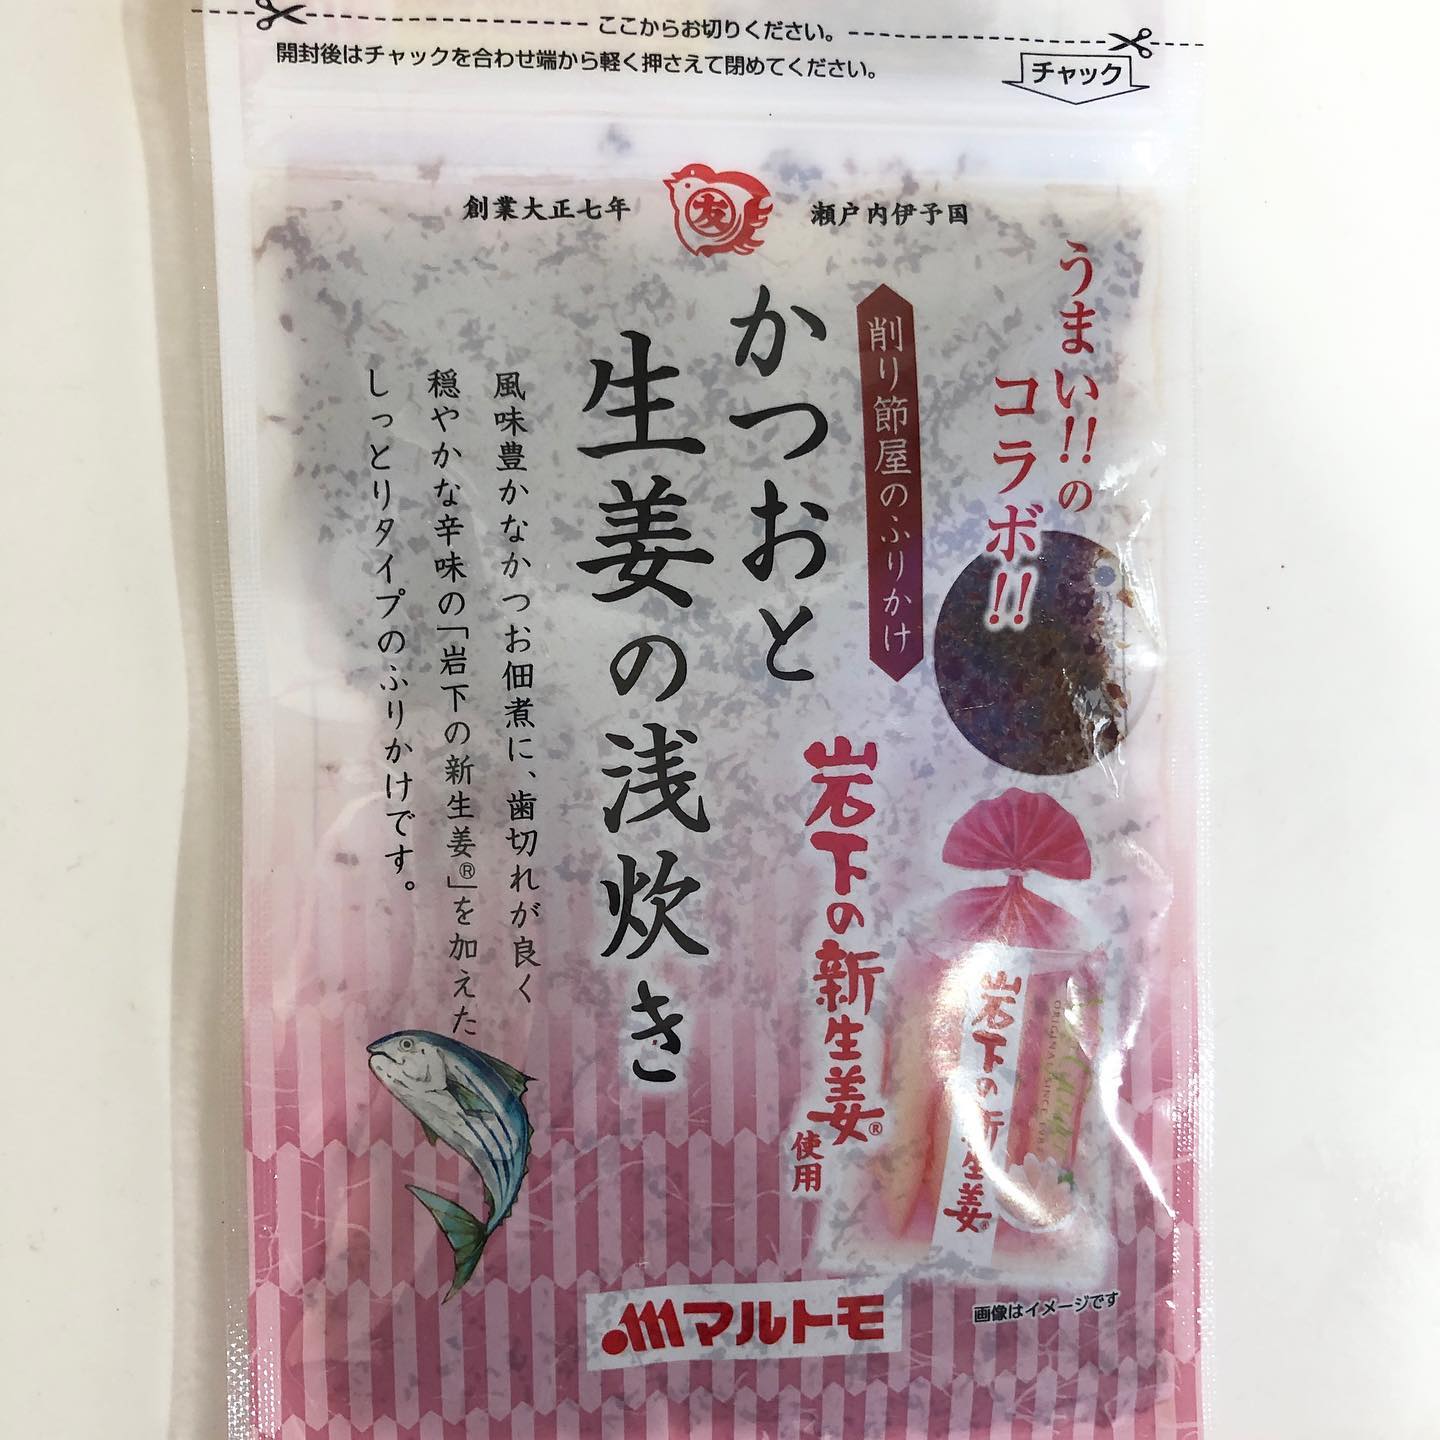 ここからお切りください。
開封後はチャックを合わせ端から軽く押さえて閉めてください。
チャック
創業大正七年
友
瀬戸内伊予国
うまい!!の
コラボ!!
削り節屋のふりかけ
かつおと
生姜の浅炊き
風味豊かなかつお佃煮に、歯切れが良く
穏やかな辛味の「岩下の新生姜®」を加えた
しっとりタイプのふりかけです。
岩下の新生姜®
使用
岩下の新生姜®
ORIGINAL SINCE
マルトモ
画像はイメージです